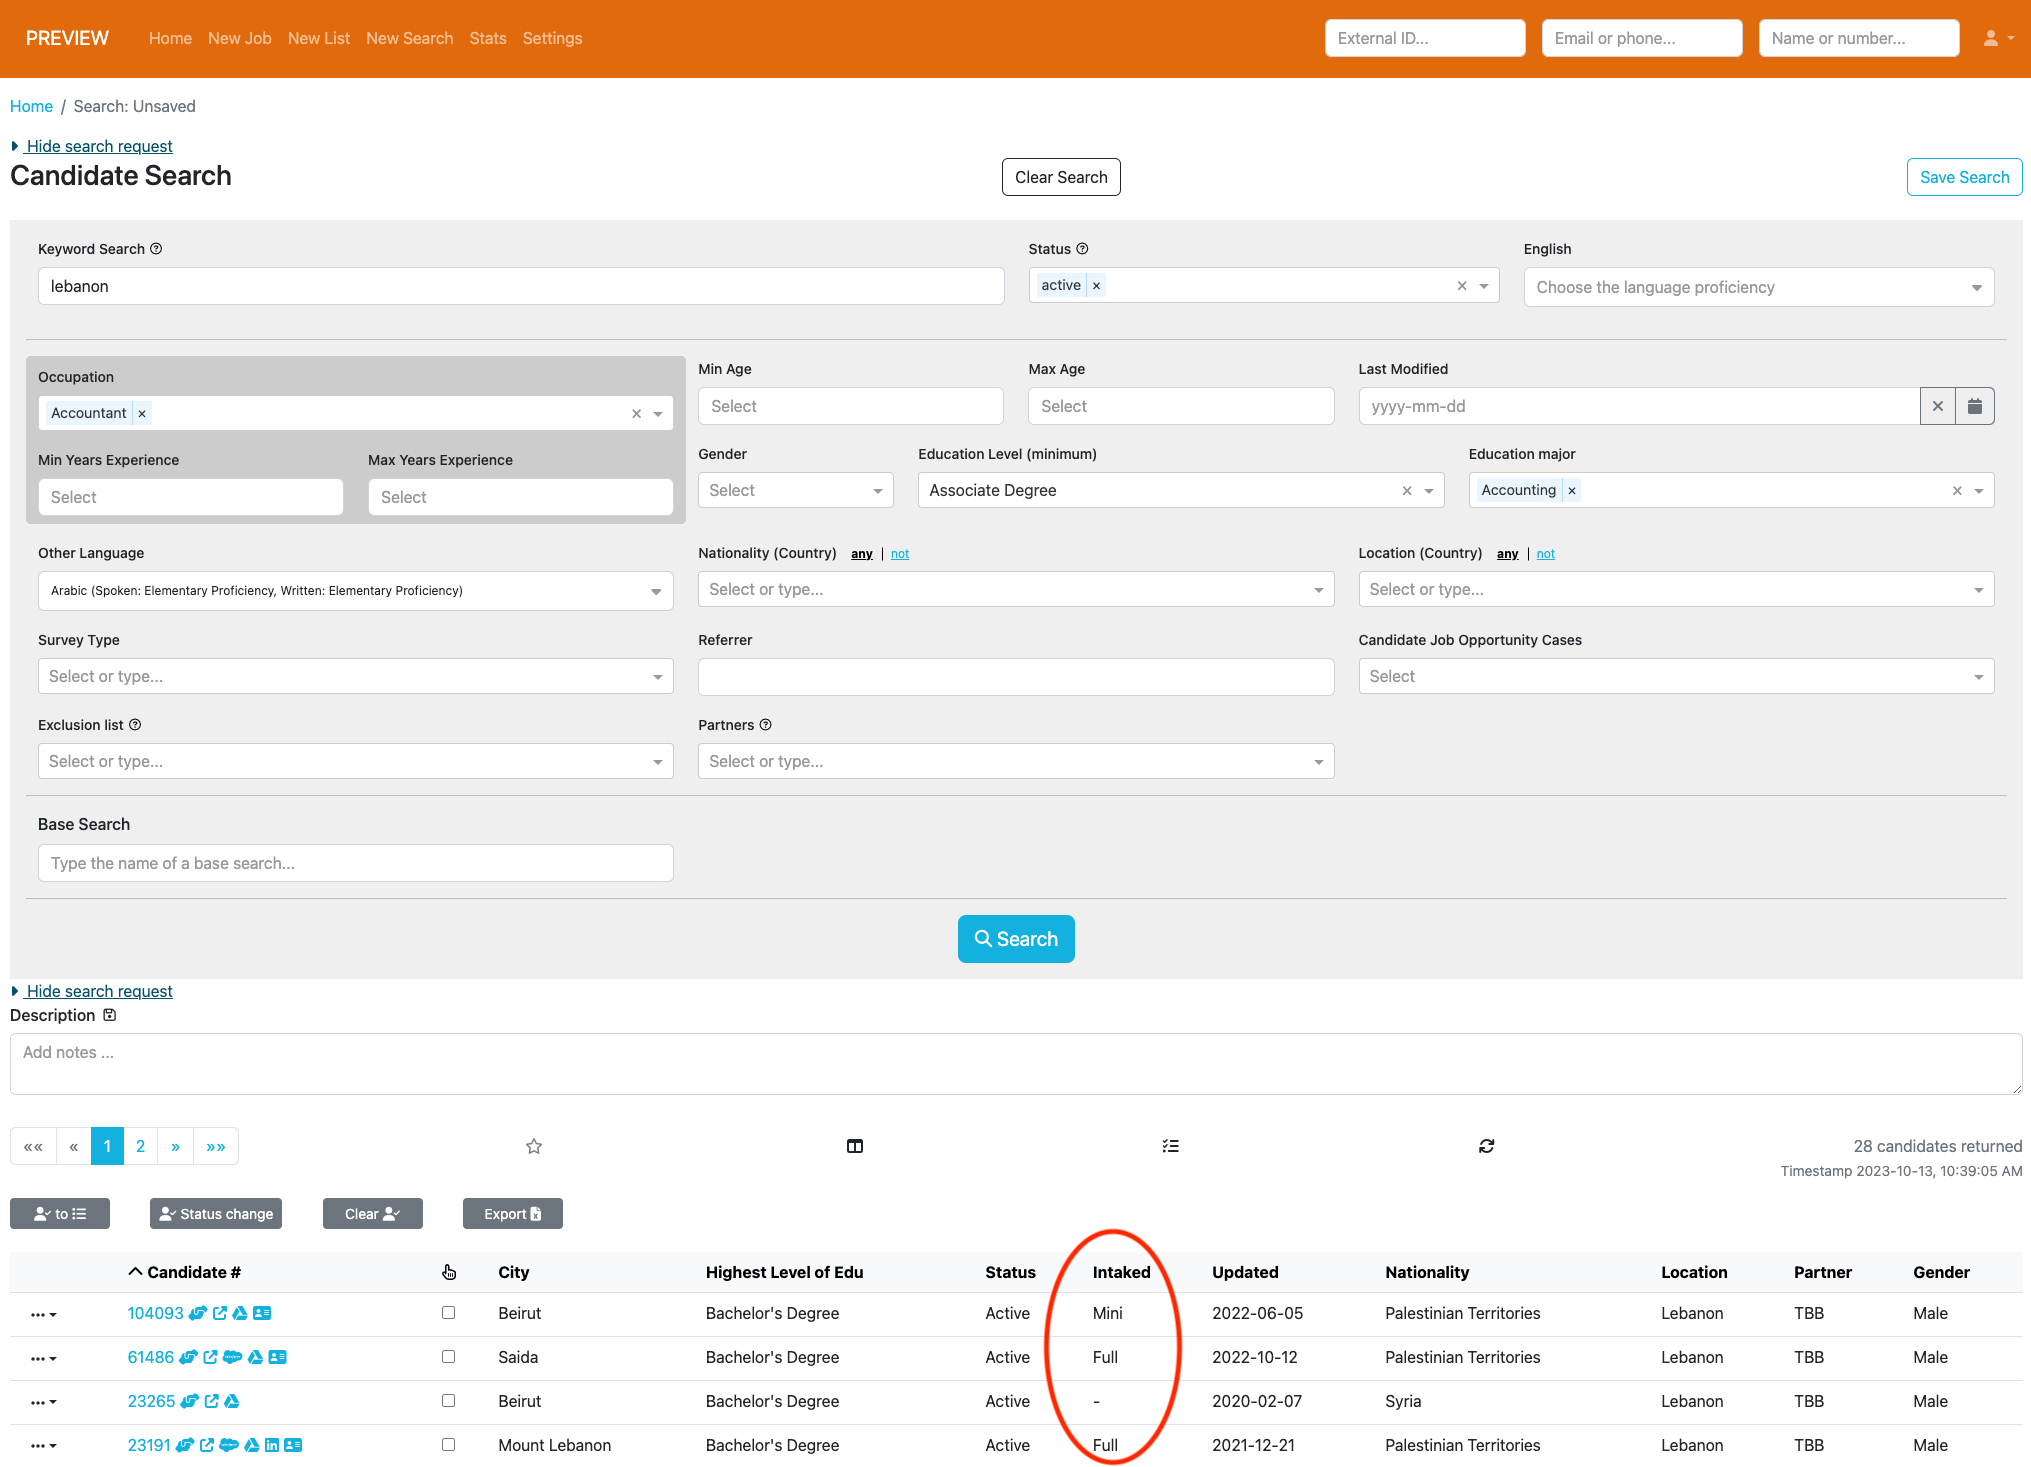 PREVIEW Home New Job New List New Search Stats Settings External ID... Email or phone... Name or number...
Home / Search: Unsaved
Hide search request
Candidate Search Clear Search Save Search
Keyword Search Status English
lebanon active × × Choose the language proficiency
Occupation Min Age Max Age Last Modified
Accountant × × Select Select yyyy-mm-dd ×
Min Years Experience Max Years Experience Gender Education Level (minimum) Education major
Select Select Select Associate Degree × Accounting × ×
Other Language Nationality (Country) any | not Location (Country) any | not
Arabic (Spoken: Elementary Proficiency, Written: Elementary Proficiency) Select or type... Select or type...
Survey Type Referrer Candidate Job Opportunity Cases
Select or type... Select
Exclusion list Partners
Select or type... Select or type...
Base Search
Type the name of a base search...
Search
Hide search request
Description
Add notes ...
«« « 1 2 » »» 28 candidates returned
Timestamp 2023-10-13, 10:39:05 AM
to Status change Clear Export
Candidate # City Highest Level of Edu Status Intaked Updated Nationality Location Partner Gender
104093 Beirut Bachelor's Degree Active Mini 2022-06-05 Palestinian Territories Lebanon TBB Male
61486 Saida Bachelor's Degree Active Full 2022-10-12 Palestinian Territories Lebanon TBB Male
23265 Beirut Bachelor's Degree Active - 2020-02-07 Syria Lebanon TBB Male
23191 Mount Lebanon Bachelor's Degree Active Full 2021-12-21 Palestinian Territories Lebanon TBB Male